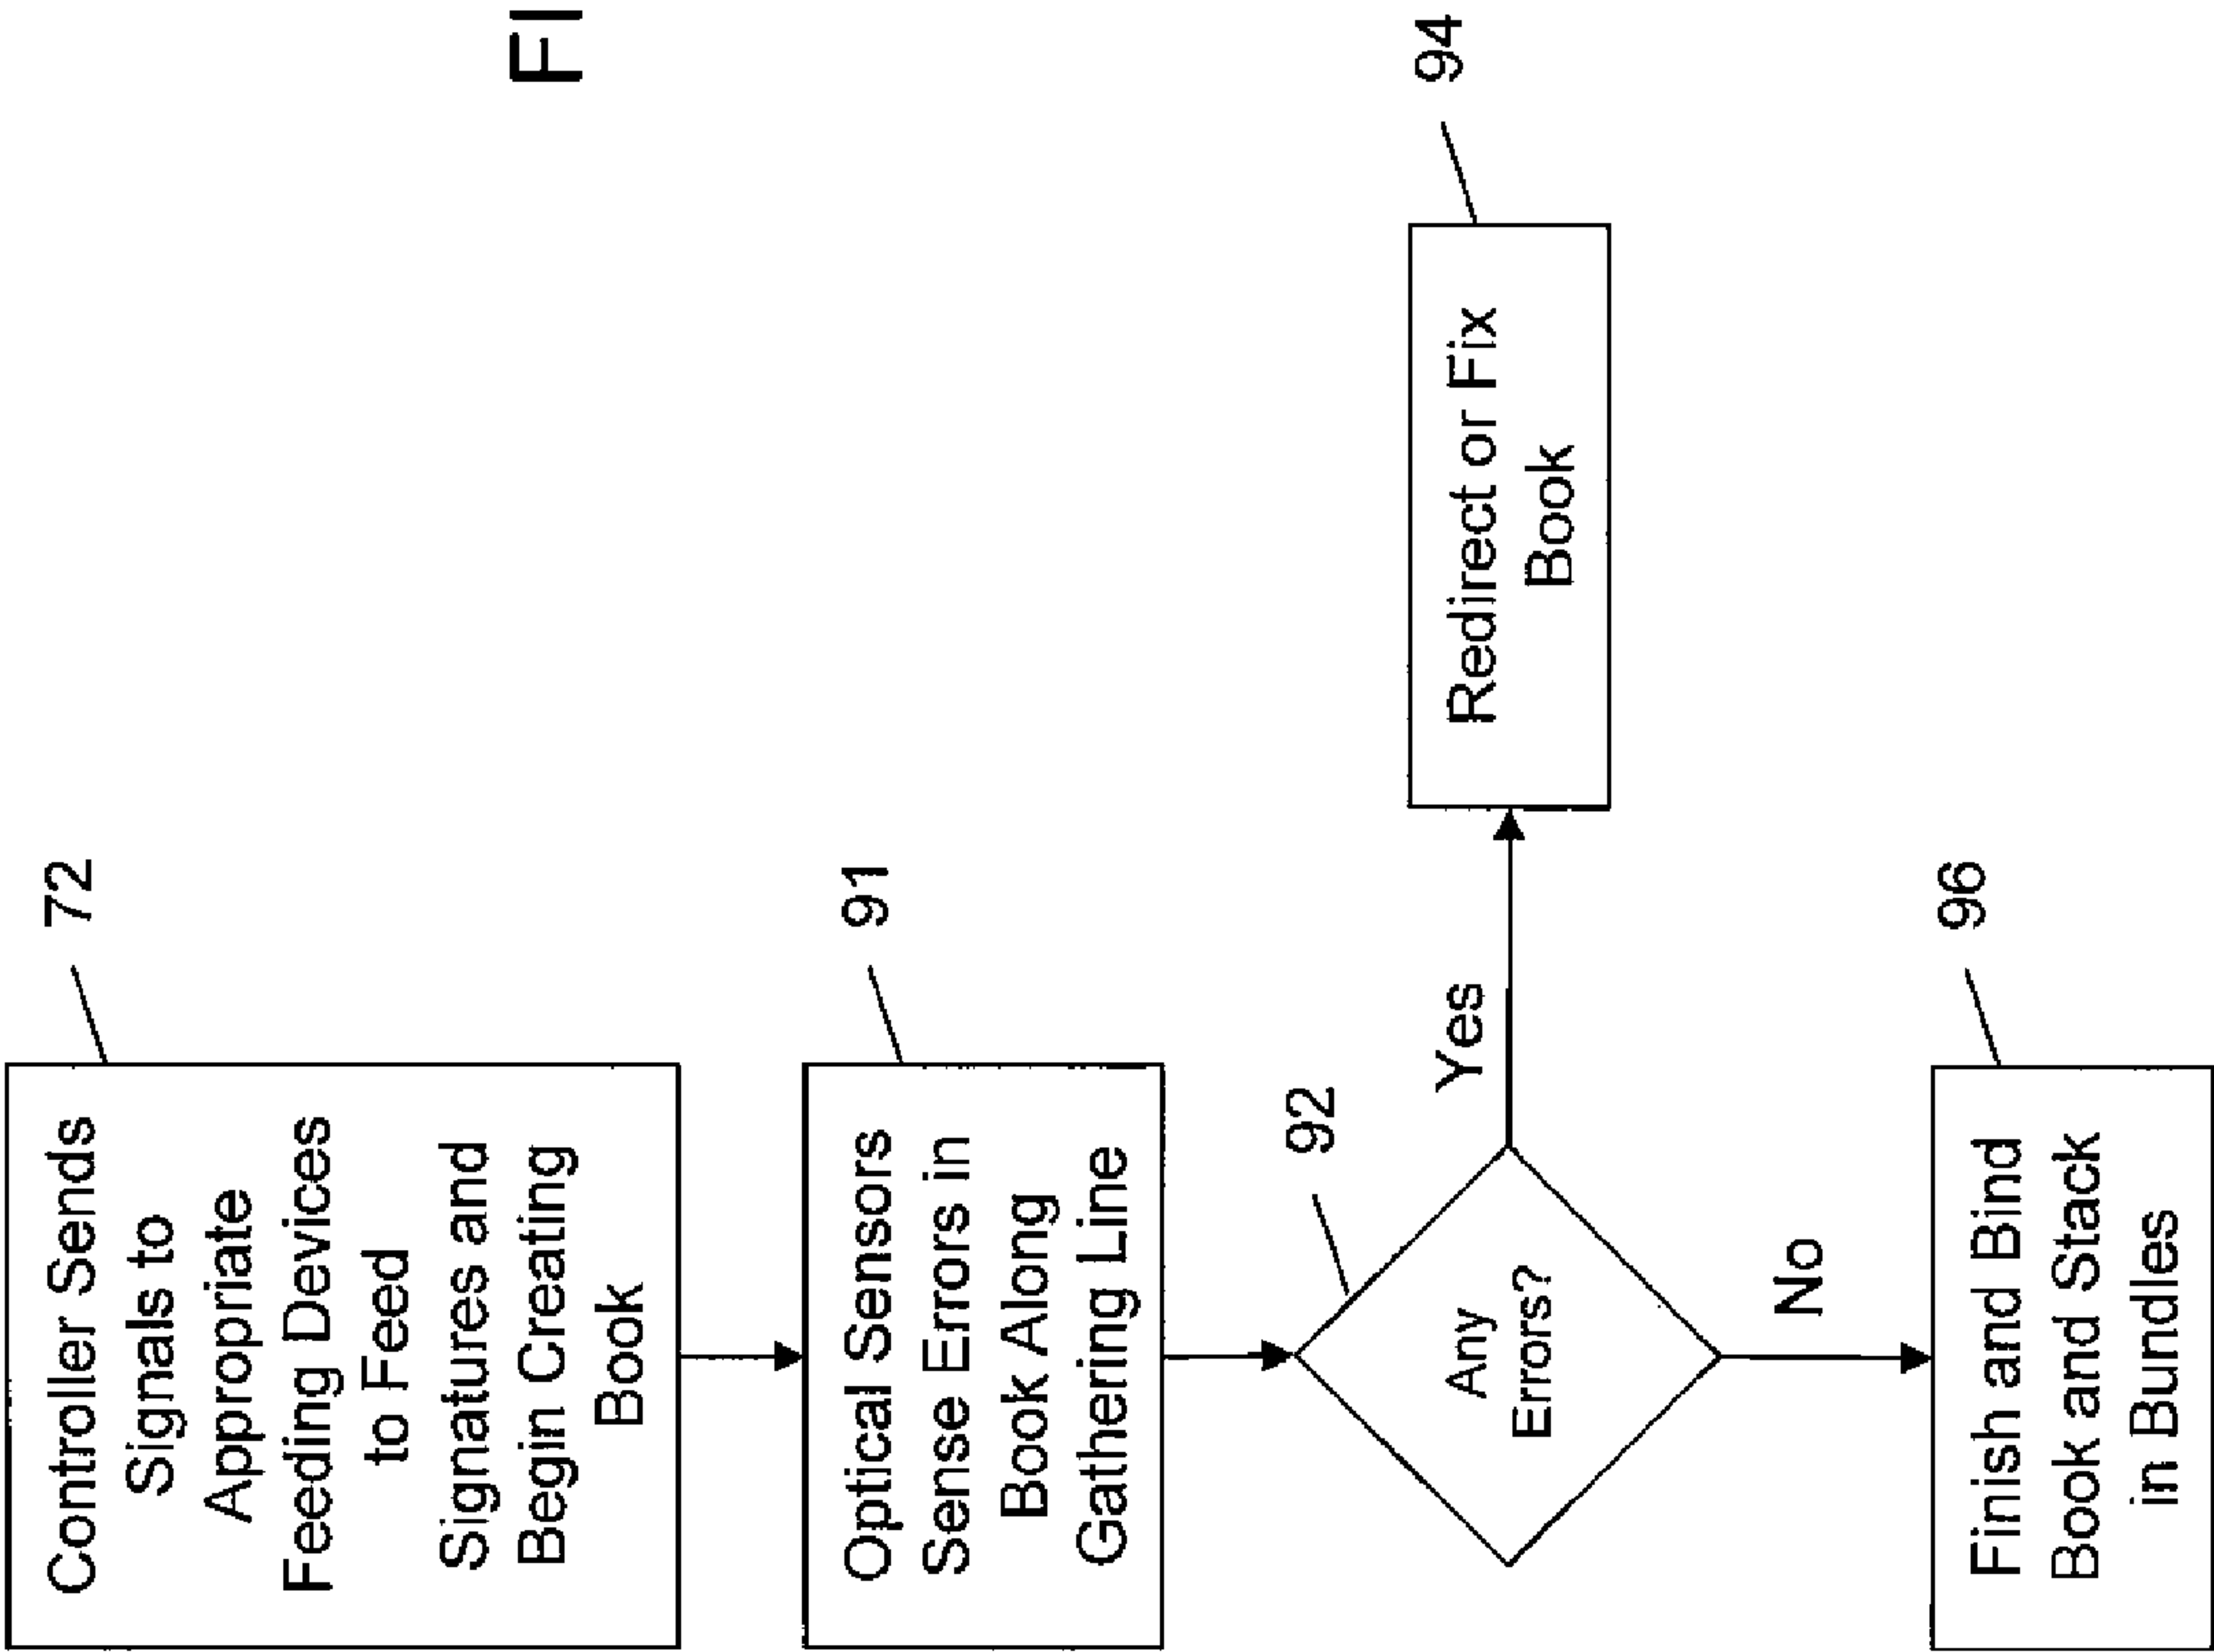 Controller Sends
Signals to
Appropriate
Feeding Devices
to Feed
Signatures and
Begin Creating
Book
72
Optical Sensors
Sense Errors in
Book Along
Gathering Line
91
Any
Errors?
92
Yes
Redirect or Fix
Book
94
No
Finish and Bind
Book and Stack
in Bundles
96
FI